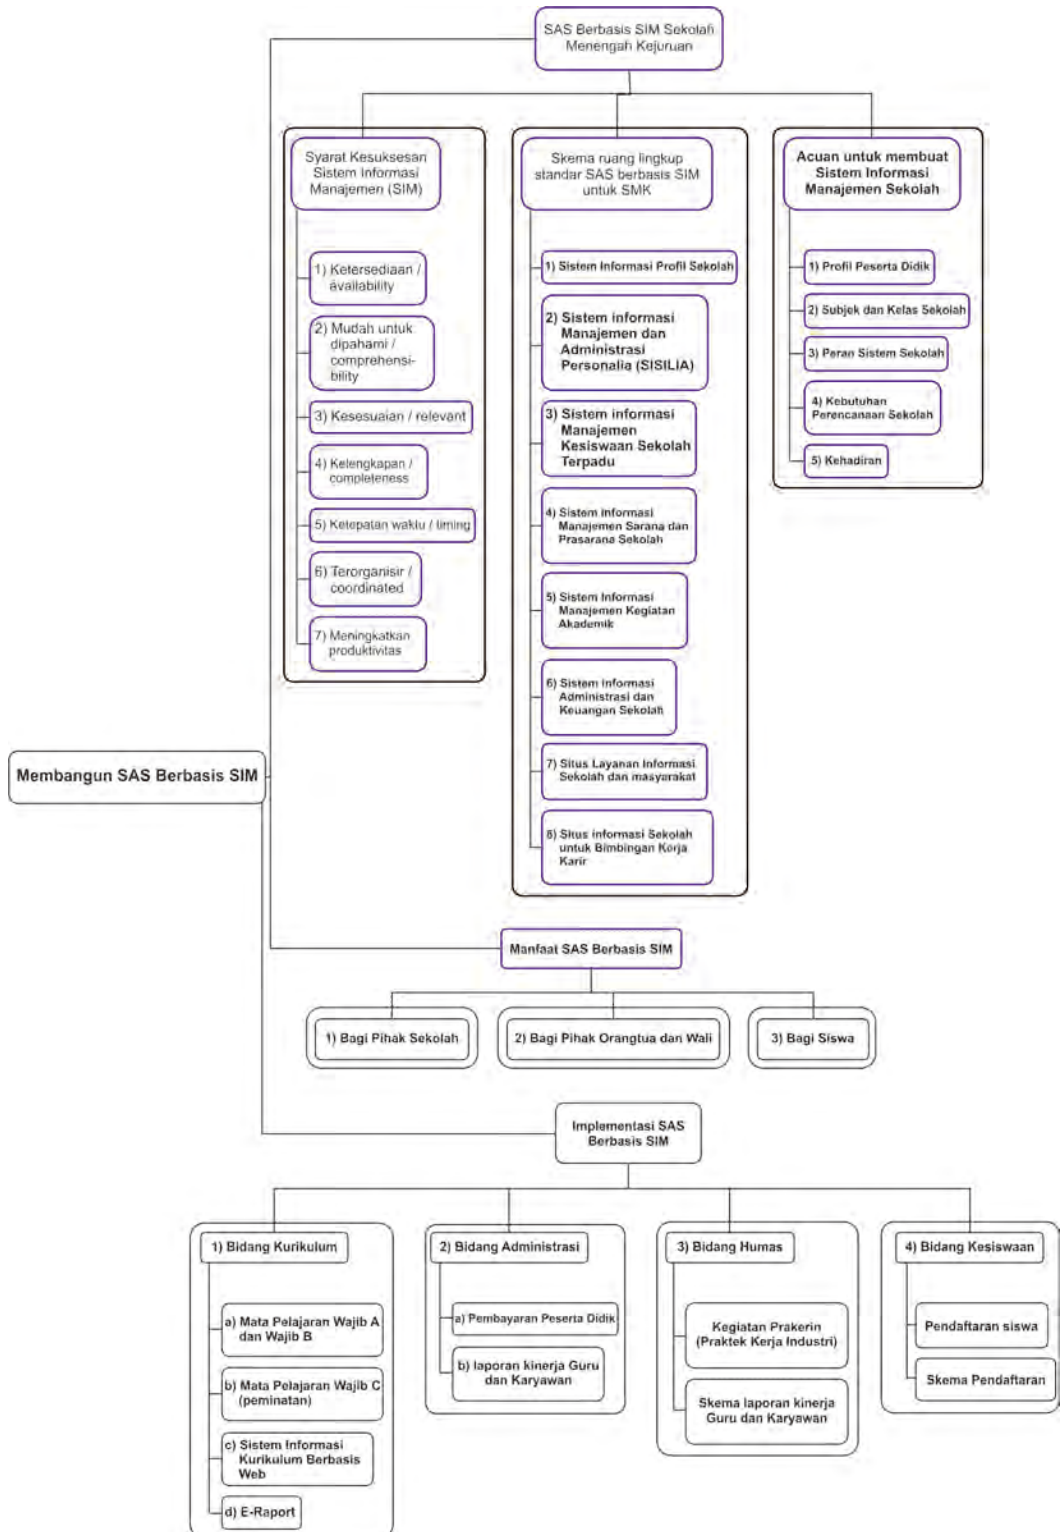 SAS Berbasis SIM Sekolah
Menengah Kejuruan
Syarat Kesuksesan
Sistem Informasi
Manajemen (SIM)
1) Ketersediaan /
availability
2) Mudah untuk
dipahami /
comprehensi-
bility
3) Kesesuaian / relevant
4) Kelengkapan /
completeness
5) Ketepatan waktu / timing
6) Terorganisir /
coordinated
7) Meningkatkan
produktivitas
Skema ruang lingkup
standar SAS berbasis SIM
untuk SMK
1) Sistem Informasi Profil Sekolah
2) Sistem informasi
Manajemen dan
Administrasi
Personalia (SISILIA)
3) Sistem informasi
Manajemen
Kesiswaan Sekolah
Terpadu
4) Sistem Informasi
Manajemen Sarana dan
Prasarana Sekolah
5) Sistem Informasi
Manajemen Kegiatan
Akademik
6) Sistem Informasi
Administrasi dan
Keuangan Sekolah
7) Situs Layanan Informasi
Sekolah dan masyarakat
8) Situs informasi Sekolah
untuk Bimbingan Kerja
Karir
Acuan untuk membuat
Sistem Informasi
Manajemen Sekolah
1) Profil Peserta Didik
2) Subjek dan Kelas Sekolah
3) Peran Sistem Sekolah
4) Kebutuhan
Perencanaan Sekolah
5) Kehadiran
Membangun SAS Berbasis SIM
Manfaat SAS Berbasis SIM
1) Bagi Pihak Sekolah
2) Bagi Pihak Orangtua dan Wali
3) Bagi Siswa
Implementasi SAS
Berbasis SIM
1) Bidang Kurikulum
a) Mata Pelajaran Wajib A
dan Wajib B
b) Mata Pelajaran Wajib C
(peminatan)
c) Sistem Informasi
Kurikulum Berbasis
Web
d) E-Raport
2) Bidang Administrasi
a) Pembayaran Peserta Didik
b) laporan kinerja Guru
dan Karyawan
3) Bidang Humas
Kegiatan Prakerin
(Praktek Kerja Industri)
Skema laporan kinerja
Guru dan Karyawan
4) Bidang Kesiswaan
Pendaftaran siswa
Skema Pendaftaran